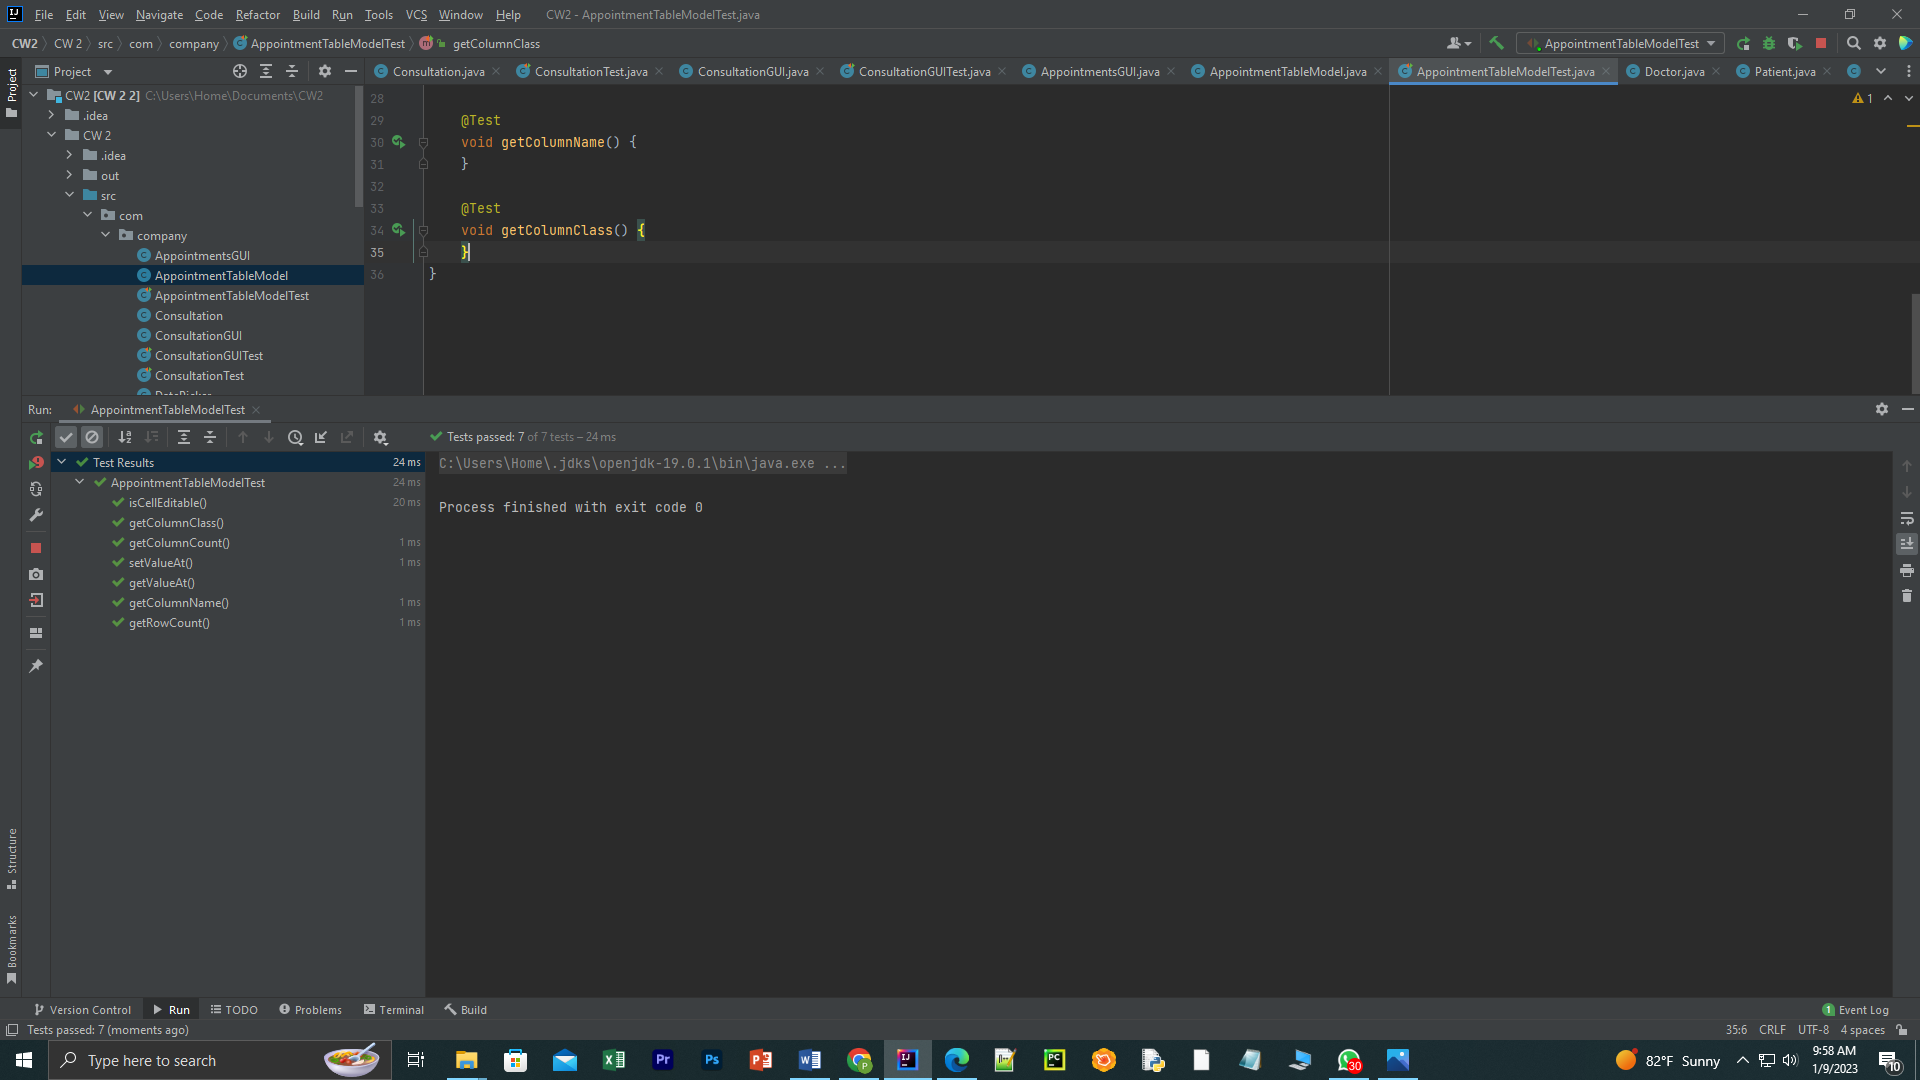 File Edit View Navigate Code Refactor Build Run Tools VCS Window Help CW2 - AppointmentTableModelTest.java
CW2 CW 2 src com company AppointmentTableModelTest getColumnClass AppointmentTableModelTest
Project Consultation.java ConsultationTest.java ConsultationGUI.java ConsultationGUITest.java AppointmentsGUI.java AppointmentTableModel.java AppointmentTableModelTest.java Doctor.java Patient.java
Project
CW2 [CW 2 2] C:\Users\Home\Documents\CW2
.idea
CW 2
.idea
out
src
com
company
AppointmentsGUI
AppointmentTableModel
AppointmentTableModelTest
Consultation
ConsultationGUI
ConsultationGUITest
ConsultationTest
28
29 @Test
30 void getColumnName() {
31 }
32
33 @Test
34 void getColumnClass() {
35 }
36 }
1
Run: AppointmentTableModelTest
Tests passed: 7 of 7 tests – 24 ms
Test Results 24 ms
AppointmentTableModelTest 24 ms
isCellEditable() 20 ms
getColumnClass()
getColumnCount() 1 ms
setValueAt() 1 ms
getValueAt()
getColumnName() 1 ms
getRowCount() 1 ms
C:\Users\Home\.jdks\openjdk-19.0.1\bin\java.exe ...
Process finished with exit code 0
Structure
Bookmarks
Version Control Run TODO Problems Terminal Build 1 Event Log
Tests passed: 7 (moments ago) 35:6 CRLF UTF-8 4 spaces
Type here to search
Pr Ps PC 30
82°F Sunny
9:58 AM
1/9/2023
10